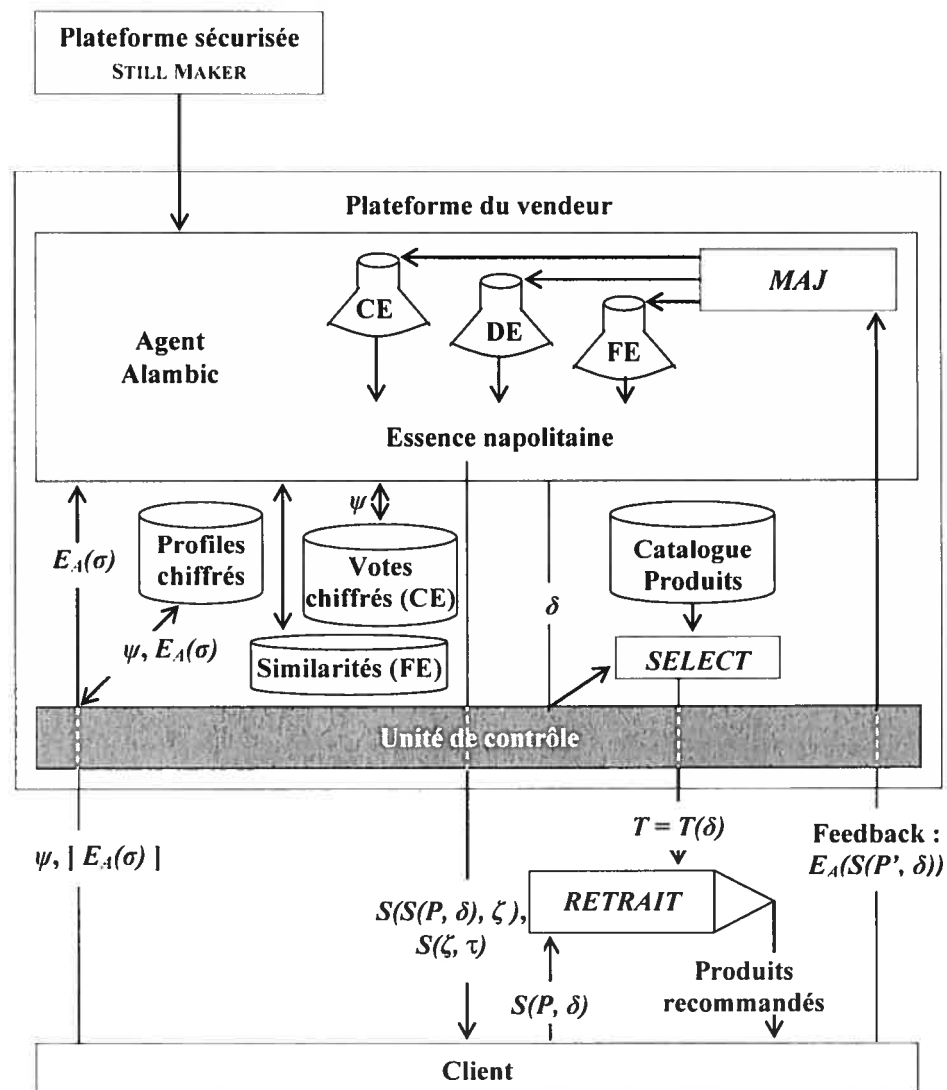 Plateforme sécurisée
STILL MAKER
Plateforme du vendeur
CE
DE
FE
MAJ
Agent
Alambic
Essence napolitaine
E_A(σ)
Profiles
chiffrés
ψ
Votes
chiffrés (CE)
δ
Catalogue
Produits
ψ, E_A(σ)
Similarités (FE)
SELECT
Unité de contrôle
ψ, | E_A(σ) |
T = T(δ)
Feedback :
E_A(S(P', δ))
S(S(P, δ), ζ ),
S(ζ, τ)
RETRAIT
S(P, δ)
Produits
recommandés
Client